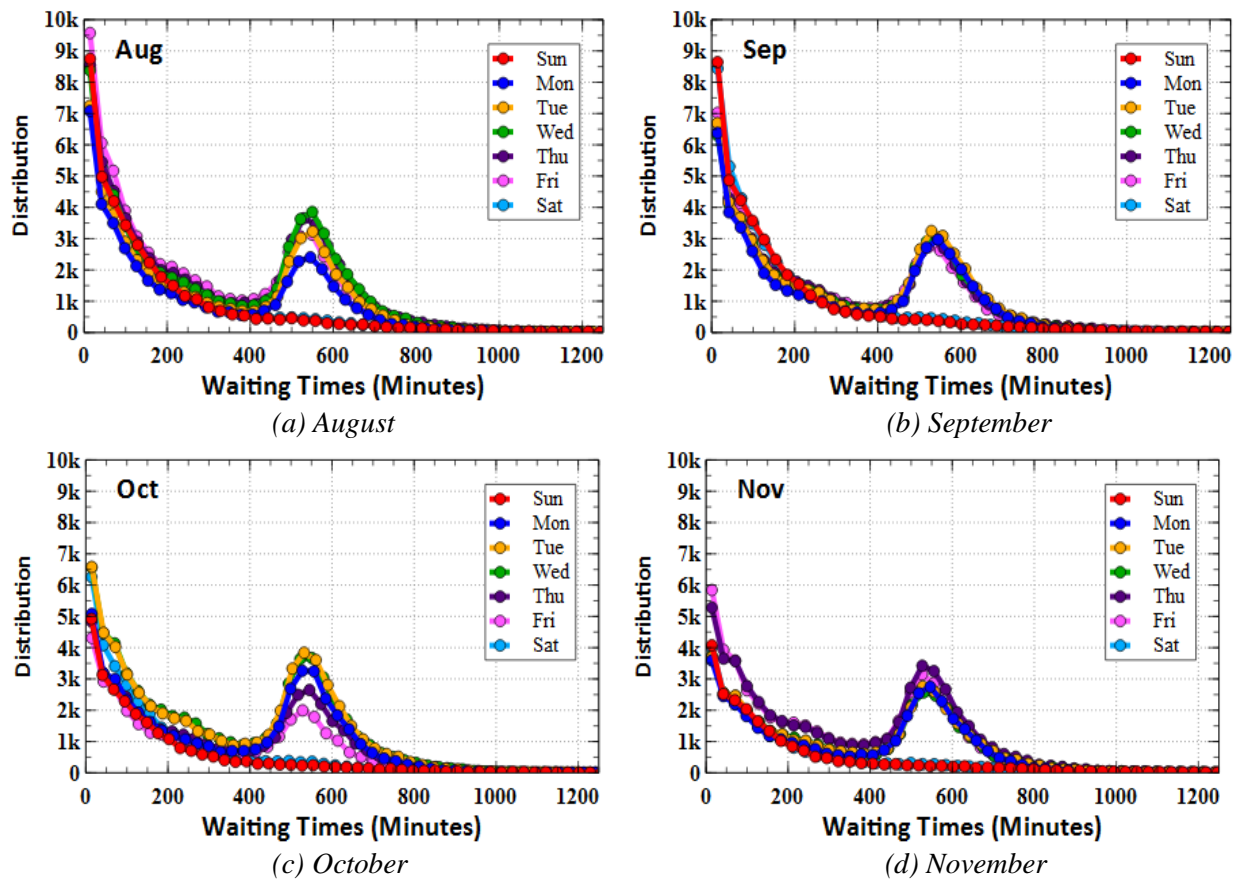 10k
9k
8k
7k
6k
5k
4k
3k
2k
1k
0
Distribution
Aug
Sun
Mon
Tue
Wed
Thu
Fri
Sat
0 200 400 600 800 1000 1200
Waiting Times (Minutes)
(a) August
10k
9k
8k
7k
6k
5k
4k
3k
2k
1k
0
Distribution
Sep
Sun
Mon
Tue
Wed
Thu
Fri
Sat
0 200 400 600 800 1000 1200
Waiting Times (Minutes)
(b) September
10k
9k
8k
7k
6k
5k
4k
3k
2k
1k
0
Distribution
Oct
Sun
Mon
Tue
Wed
Thu
Fri
Sat
0 200 400 600 800 1000 1200
Waiting Times (Minutes)
(c) October
10k
9k
8k
7k
6k
5k
4k
3k
2k
1k
0
Distribution
Nov
Sun
Mon
Tue
Wed
Thu
Fri
Sat
0 200 400 600 800 1000 1200
Waiting Times (Minutes)
(d) November